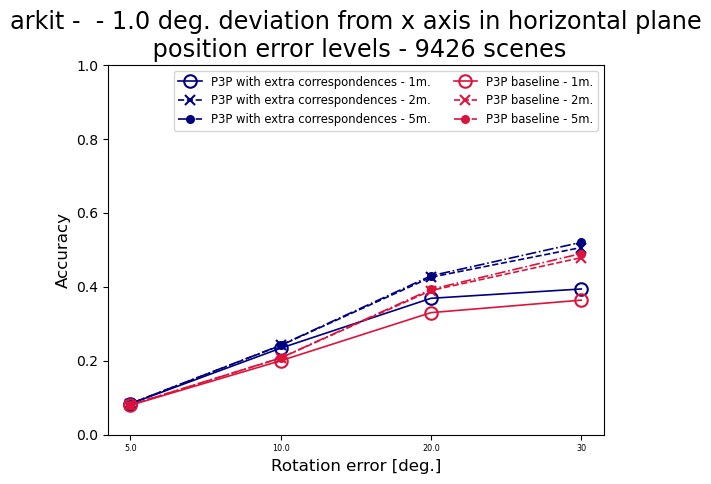 arkit -  - 1.0 deg. deviation from x axis in horizontal plane
position error levels - 9426 scenes
P3P with extra correspondences - 1m.
P3P with extra correspondences - 2m.
P3P with extra correspondences - 5m.
P3P baseline - 1m.
P3P baseline - 2m.
P3P baseline - 5m.
Accuracy
1.0
0.8
0.6
0.4
0.2
0.0
5.0 10.0 20.0 30
Rotation error [deg.]